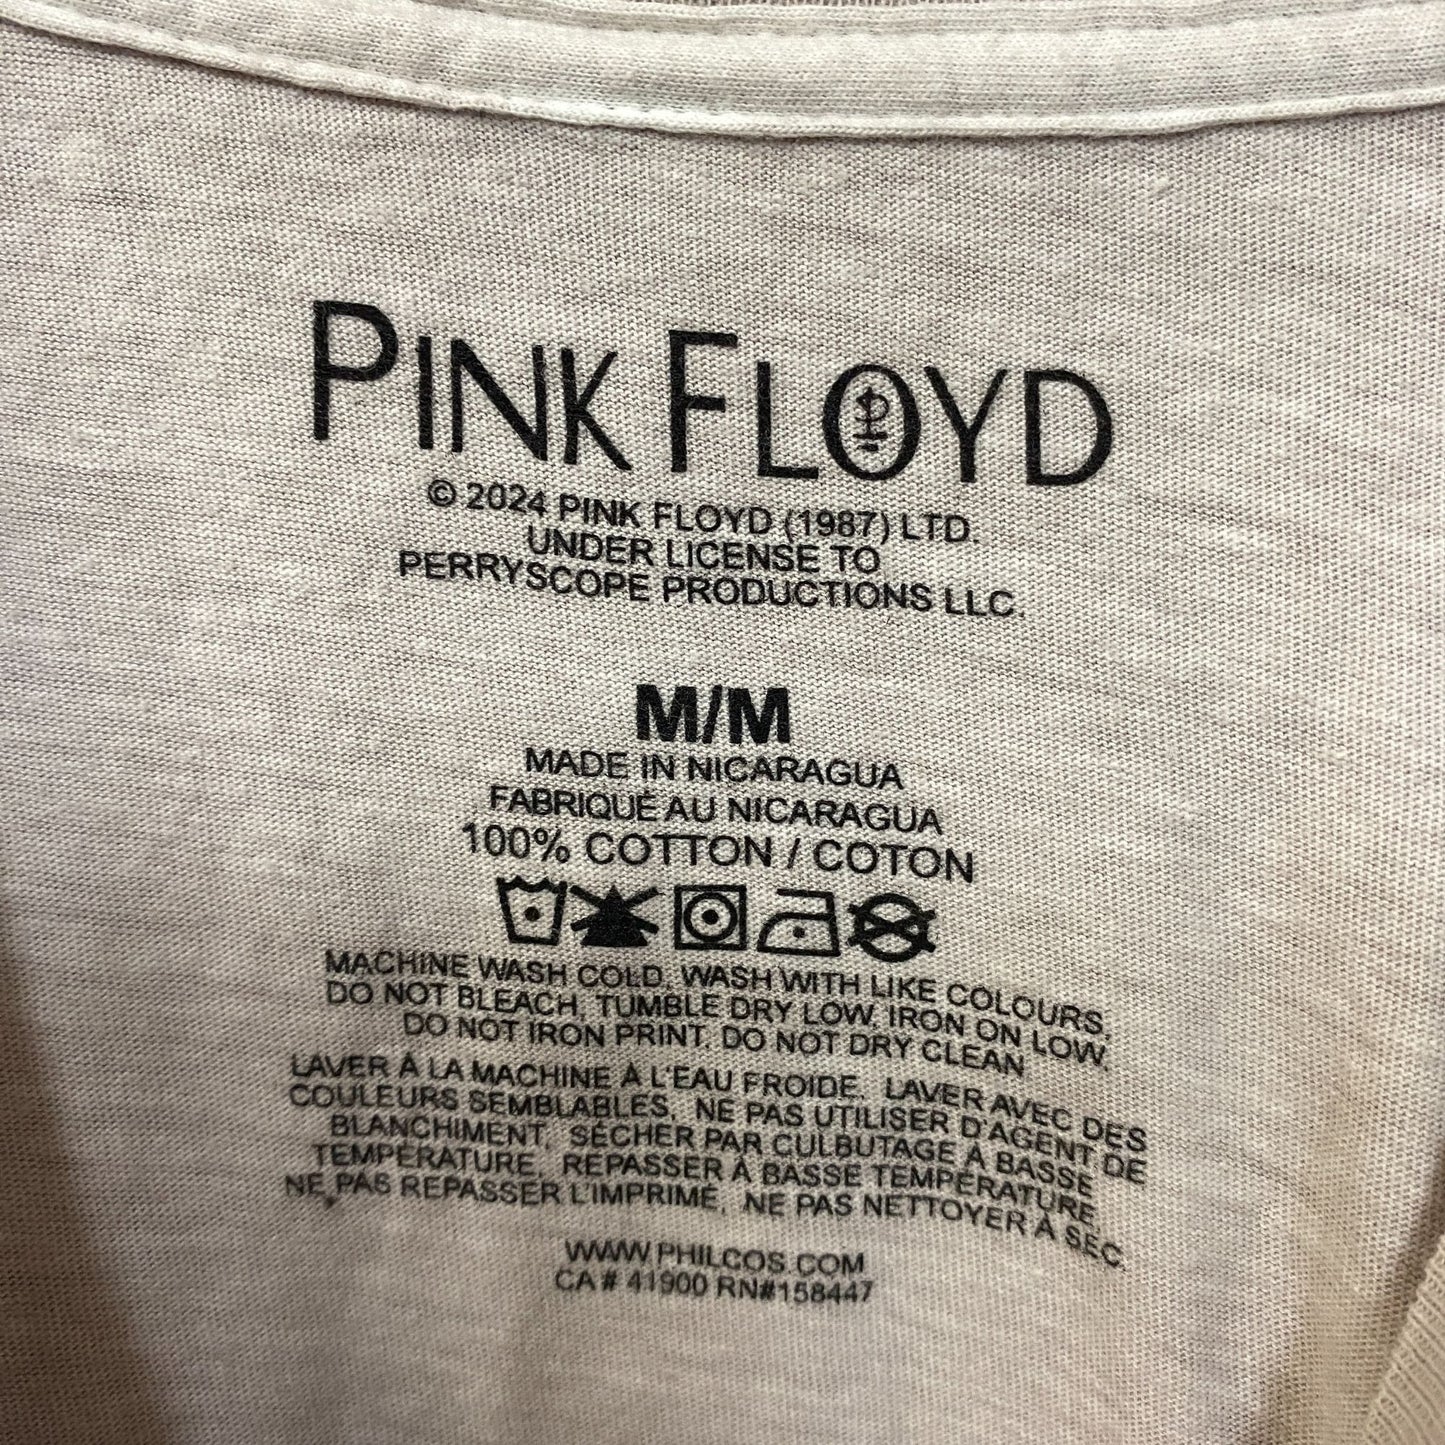 PINK FLOYD
© 2024 PINK FLOYD (1987) LTD.
UNDER LICENSE TO
PERRYSCOPE PRODUCTIONS LLC.
M/M
MADE IN NICARAGUA
FABRIQUÉ AU NICARAGUA
100% COTTON / COTON
MACHINE WASH COLD, WASH WITH LIKE COLOURS,
DO NOT BLEACH, TUMBLE DRY LOW, IRON ON LOW,
DO NOT IRON PRINT, DO NOT DRY CLEAN
LAVER À LA MACHINE À L'EAU FROIDE, LAVER AVEC DES
COULEURS SEMBLABLES, NE PAS UTILISER D'AGENT DE
BLANCHIMENT, SÉCHER PAR CULBUTAGE À BASSE
TEMPÉRATURE, REPASSER À BASSE TEMPÉRATURE,
NE PAS REPASSER L'IMPRIMÉ, NE PAS NETTOYER À SEC.
WWW.PHILCOS.COM
CA# 41900 RN#158447